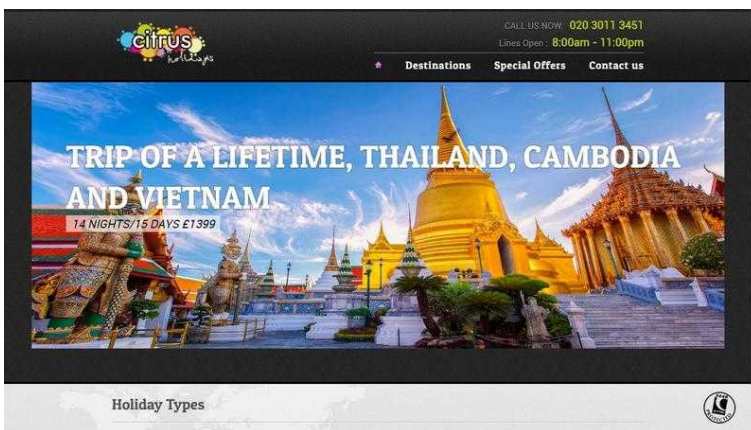 citrus
holidays
CALL US NOW: 020 3011 3451
Lines Open : 8:00am - 11:00pm
Destinations Special Offers Contact us
TRIP OF A LIFETIME, THAILAND, CAMBODIA
AND VIETNAM
14 NIGHTS/15 DAYS £1399
Holiday Types
PROTECTED